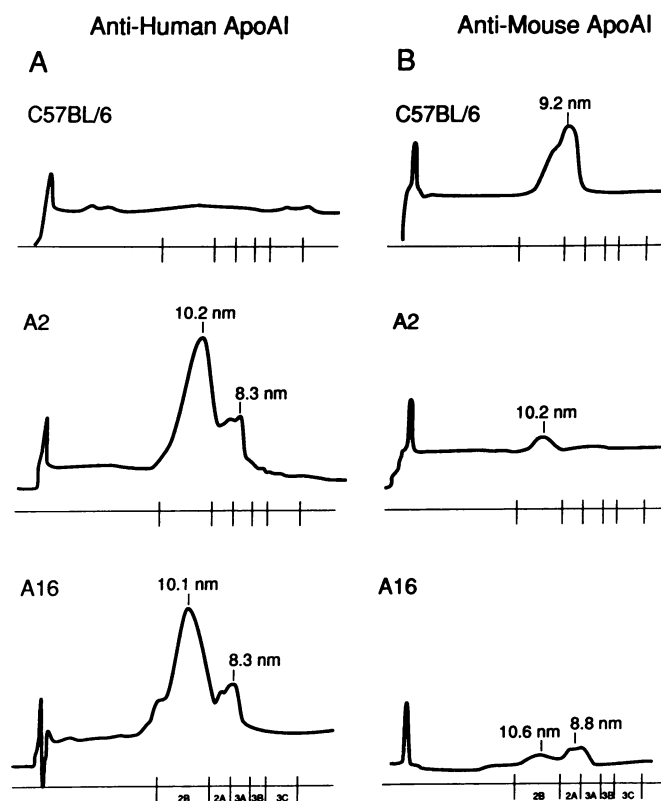 Anti-Human ApoAI
Anti-Mouse ApoAI
A
B
C57BL/6
C57BL/6
9.2 nm
A2
10.2 nm
8.3 nm
A2
10.2 nm
A16
10.1 nm
8.3 nm
A16
10.6 nm
8.8 nm
2B 2A 3A 3B 3C
2B 2A 3A 3B 3C